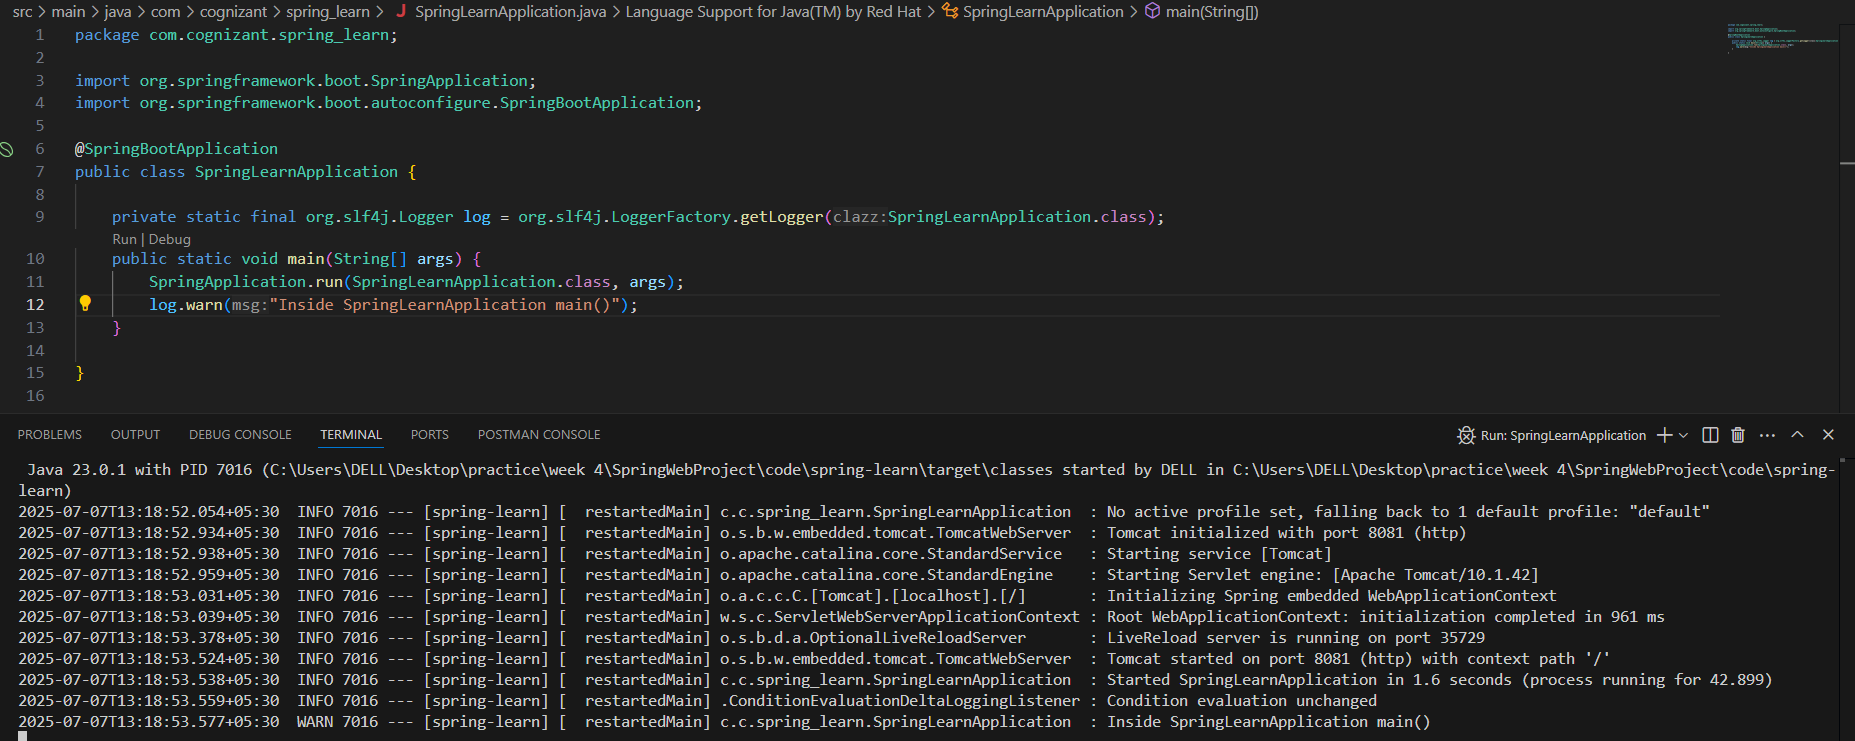 src > main > java > com > cognizant > spring_learn > J SpringLearnApplication.java > Language Support for Java(TM) by Red Hat > SpringLearnApplication > main(String[])
1 package com.cognizant.spring_learn;
2
3 import org.springframework.boot.SpringApplication;
4 import org.springframework.boot.autoconfigure.SpringBootApplication;
5
6 @SpringBootApplication
7 public class SpringLearnApplication {
8
9 private static final org.slf4j.Logger log = org.slf4j.LoggerFactory.getLogger(clazz:SpringLearnApplication.class);
Run | Debug
10 public static void main(String[] args) {
11 SpringApplication.run(SpringLearnApplication.class, args);
12 log.warn(msg:"Inside SpringLearnApplication main()");
13 }
14
15 }
16
PROBLEMS OUTPUT DEBUG CONSOLE TERMINAL PORTS POSTMAN CONSOLE Run: SpringLearnApplication
Java 23.0.1 with PID 7016 (C:\Users\DELL\Desktop\practice\week 4\SpringWebProject\code\spring-learn\target\classes started by DELL in C:\Users\DELL\Desktop\practice\week 4\SpringWebProject\code\spring-
learn)
2025-07-07T13:18:52.054+05:30  INFO 7016 --- [spring-learn] [  restartedMain] c.c.spring_learn.SpringLearnApplication  : No active profile set, falling back to 1 default profile: "default"
2025-07-07T13:18:52.934+05:30  INFO 7016 --- [spring-learn] [  restartedMain] o.s.b.w.embedded.tomcat.TomcatWebServer  : Tomcat initialized with port 8081 (http)
2025-07-07T13:18:52.938+05:30  INFO 7016 --- [spring-learn] [  restartedMain] o.apache.catalina.core.StandardService   : Starting service [Tomcat]
2025-07-07T13:18:52.959+05:30  INFO 7016 --- [spring-learn] [  restartedMain] o.apache.catalina.core.StandardEngine    : Starting Servlet engine: [Apache Tomcat/10.1.42]
2025-07-07T13:18:53.031+05:30  INFO 7016 --- [spring-learn] [  restartedMain] o.a.c.c.C.[Tomcat].[localhost].[/]       : Initializing Spring embedded WebApplicationContext
2025-07-07T13:18:53.039+05:30  INFO 7016 --- [spring-learn] [  restartedMain] w.s.c.ServletWebServerApplicationContext : Root WebApplicationContext: initialization completed in 961 ms
2025-07-07T13:18:53.378+05:30  INFO 7016 --- [spring-learn] [  restartedMain] o.s.b.d.a.OptionalLiveReloadServer       : LiveReload server is running on port 35729
2025-07-07T13:18:53.524+05:30  INFO 7016 --- [spring-learn] [  restartedMain] o.s.b.w.embedded.tomcat.TomcatWebServer  : Tomcat started on port 8081 (http) with context path '/'
2025-07-07T13:18:53.538+05:30  INFO 7016 --- [spring-learn] [  restartedMain] c.c.spring_learn.SpringLearnApplication  : Started SpringLearnApplication in 1.6 seconds (process running for 42.899)
2025-07-07T13:18:53.559+05:30  INFO 7016 --- [spring-learn] [  restartedMain] .ConditionEvaluationDeltaLoggingListener : Condition evaluation unchanged
2025-07-07T13:18:53.577+05:30  WARN 7016 --- [spring-learn] [  restartedMain] c.c.spring_learn.SpringLearnApplication  : Inside SpringLearnApplication main()